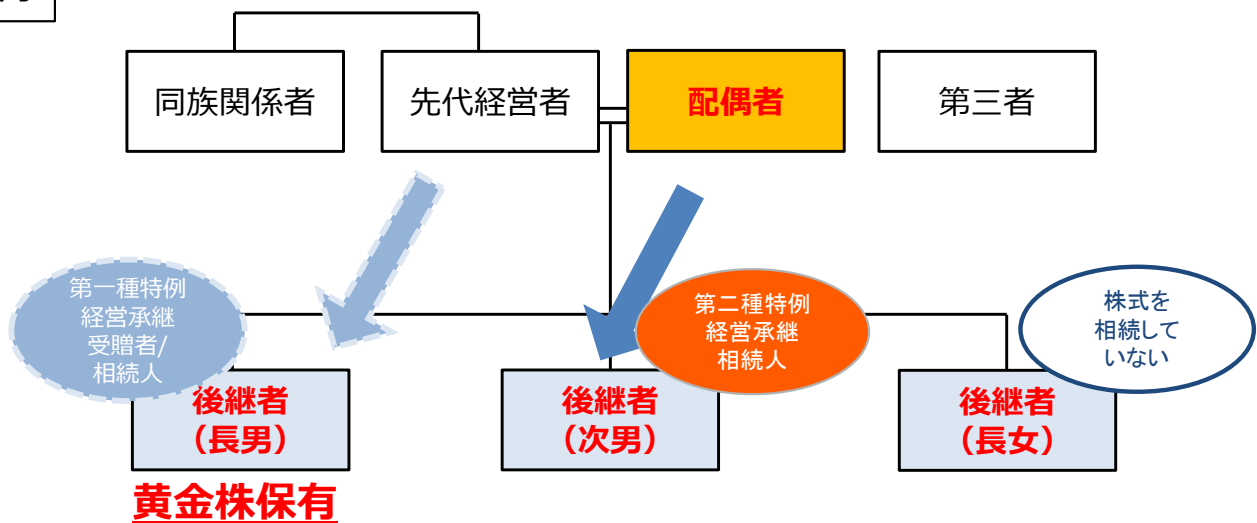 同族関係者
先代経営者
配偶者
第三者
第一種特例
経営承継
受贈者/
相続人
第二種特例
経営承継
相続人
株式を
相続して
いない
後継者
（長男）
後継者
（次男）
後継者
（長女）
黄金株保有